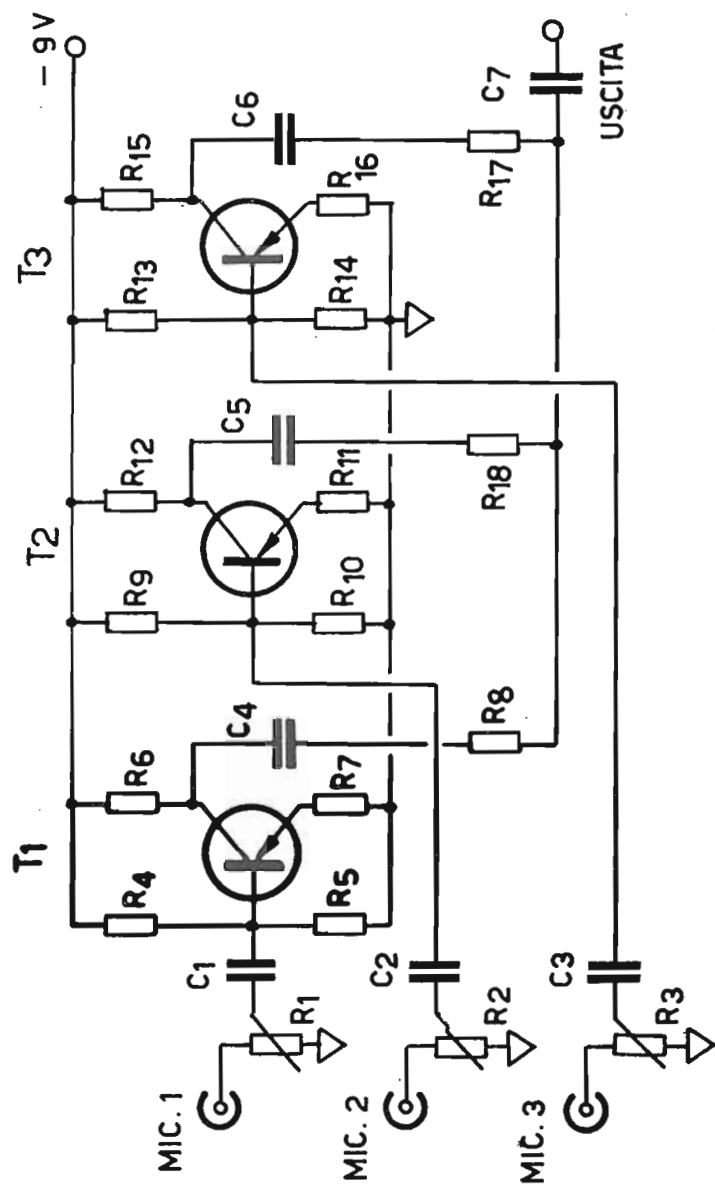 T1
T2
T3
− 9 V
R4
R6
R9
R12
R13
R15
C4
C5
C6
MIC. 1
C1
R1
R5
R7
R10
R11
R14
R16
MIC. 2
C2
R2
R8
R18
R17
C7
USCITA
MIC. 3
C3
R3